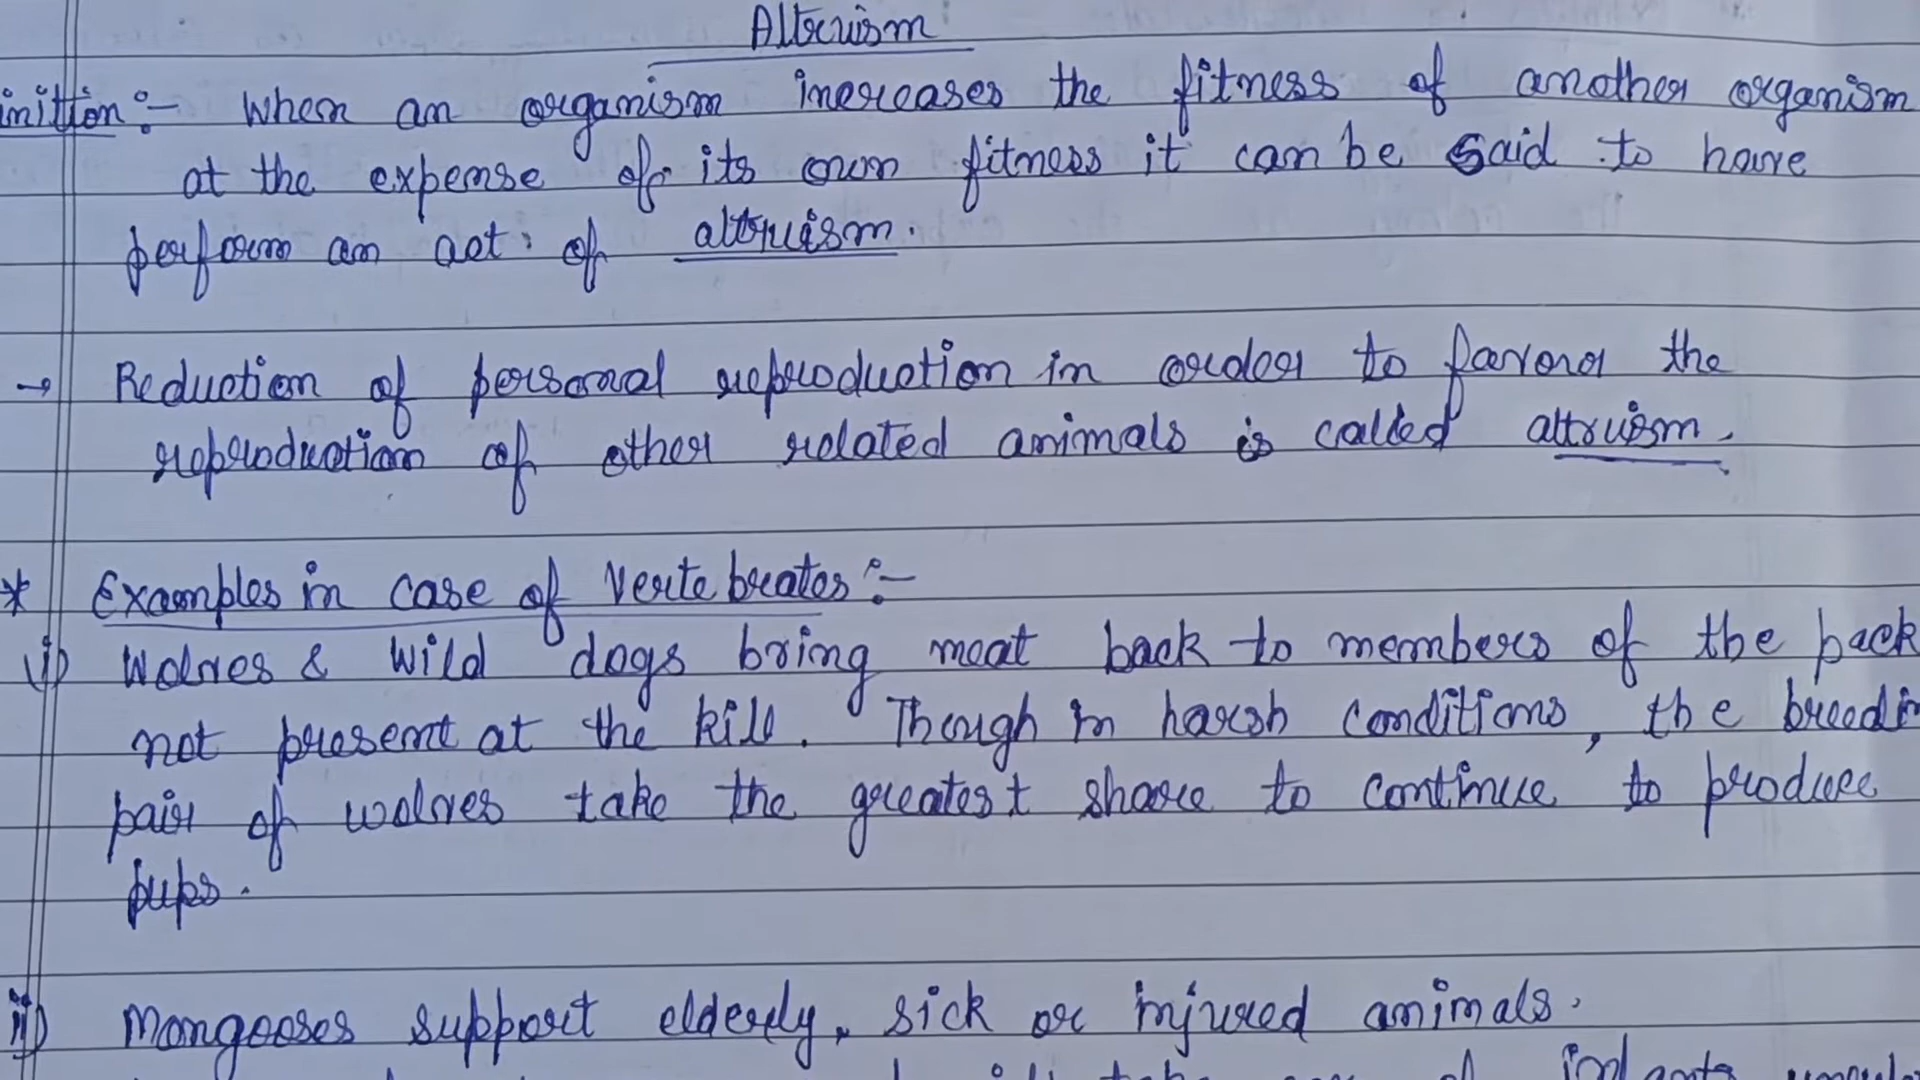 Altruism
inition :- When an organism increases the fitness of another organism
at the expense of its own fitness it can be said to have
perform an act of altruism.
→ Reduction of personal reproduction in order to favour the
reproduction of other related animals is called altruism.
* Examples in case of Vertebrates :-
i) Wolves & Wild dogs bring meat back to members of the pack
not present at the kill. Though in harsh conditions, the breedin
pair of wolves take the greatest share to continue to produce
pups.
ii) Mongooses support elderly, sick or injured animals.